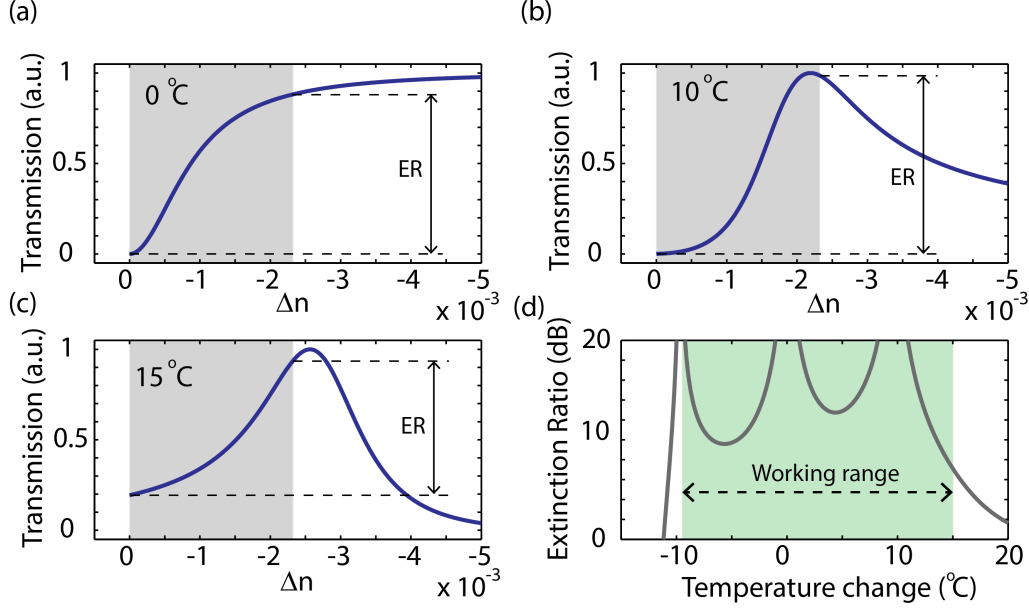 (a)
Transmission (a.u.)
1
0.5
0
0 °C
ER
0 -1 -2 -3 -4 -5
Δn
x 10⁻³
(b)
Transmission (a.u.)
1
0.5
0
10 °C
ER
0 -1 -2 -3 -4 -5
Δn
x 10⁻³
(c)
Transmission (a.u.)
1
0.5
0
15 °C
ER
0 -1 -2 -3 -4 -5
Δn
x 10⁻³
(d)
Extinction Ratio (dB)
20
10
0
Working range
-10 0 10 20
Temperature change (°C)